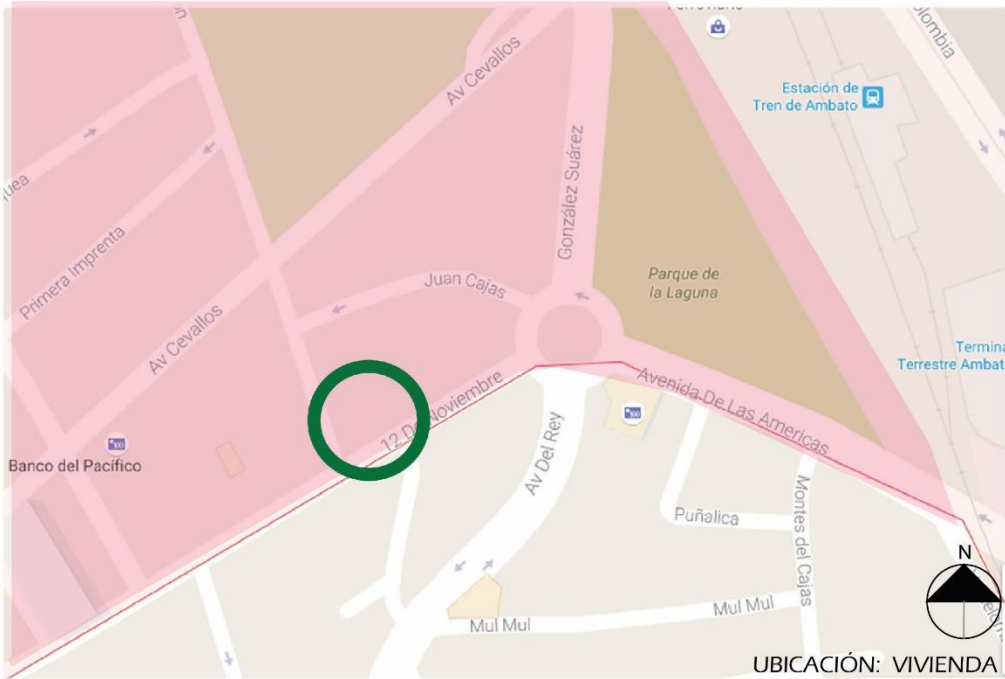 Av Cevallos
Estación de
Tren de Ambato
González Suárez
Primera Imprenta
Juan Cajas
Parque de
la Laguna
Av Cevallos
Terrestre Ambat
12 De Noviembre
Avenida De Las Americas
Banco del Pacífico
Av Del Rey
Puñalica
Montes del Cajas
N
Mul Mul
Mul Mul
UBICACIÓN: VIVIENDA